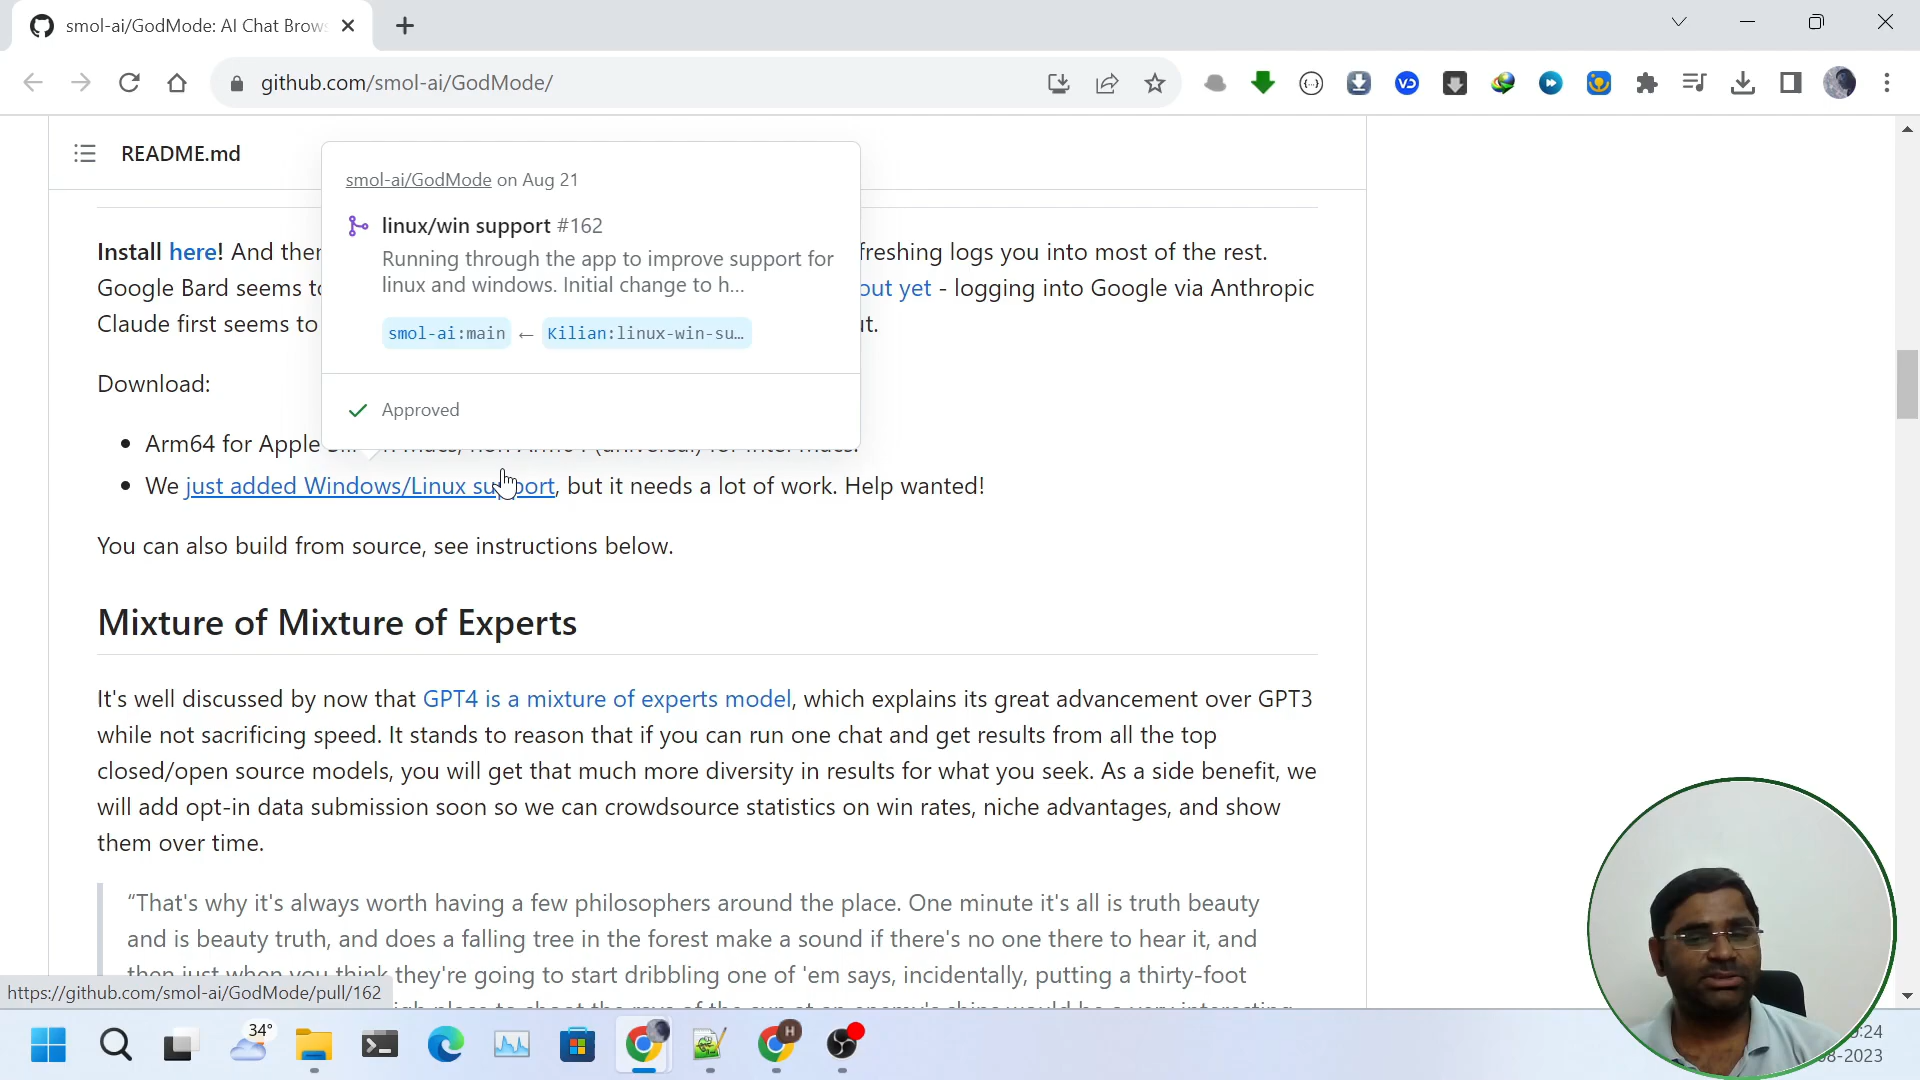 smol-ai/GodMode: AI Chat Brow
github.com/smol-ai/GodMode/
README.md
smol-ai/GodMode on Aug 21
linux/win support #162
Running through the app to improve support for
linux and windows. Initial change to h...
smol-ai:main ← Kilian:linux-win-su…
Approved
Install here! And then freshing logs you into most of the rest.
Google Bard seems to out yet - logging into Google via Anthropic
Claude first seems to it.
Download:
Arm64 for Apple
We just added Windows/Linux support, but it needs a lot of work. Help wanted!
You can also build from source, see instructions below.
Mixture of Mixture of Experts
It's well discussed by now that GPT4 is a mixture of experts model, which explains its great advancement over GPT3
while not sacrificing speed. It stands to reason that if you can run one chat and get results from all the top
closed/open source models, you will get that much more diversity in results for what you seek. As a side benefit, we
will add opt-in data submission soon so we can crowdsource statistics on win rates, niche advantages, and show
them over time.
“That's why it's always worth having a few philosophers around the place. One minute it's all is truth beauty
and is beauty truth, and does a falling tree in the forest make a sound if there's no one there to hear it, and
then just when you think they're going to start dribbling one of 'em says, incidentally, putting a thirty-foot
https://github.com/smol-ai/GodMode/pull/162
34°
VD
H
:24
08-2023